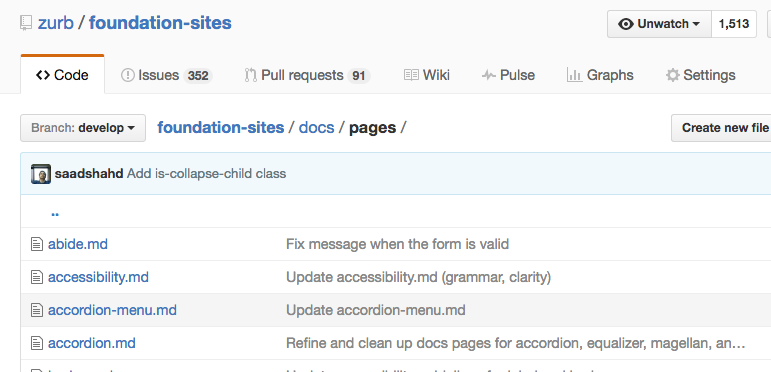 zurb / foundation-sites Unwatch 1,513
Code Issues 352 Pull requests 91 Wiki Pulse Graphs Settings
Branch: develop foundation-sites / docs / pages / Create new file
saadshahd Add is-collapse-child class
..
abide.md Fix message when the form is valid
accessibility.md Update accessibility.md (grammar, clarity)
accordion-menu.md Update accordion-menu.md
accordion.md Refine and clean up docs pages for accordion, equalizer, magellan, an…